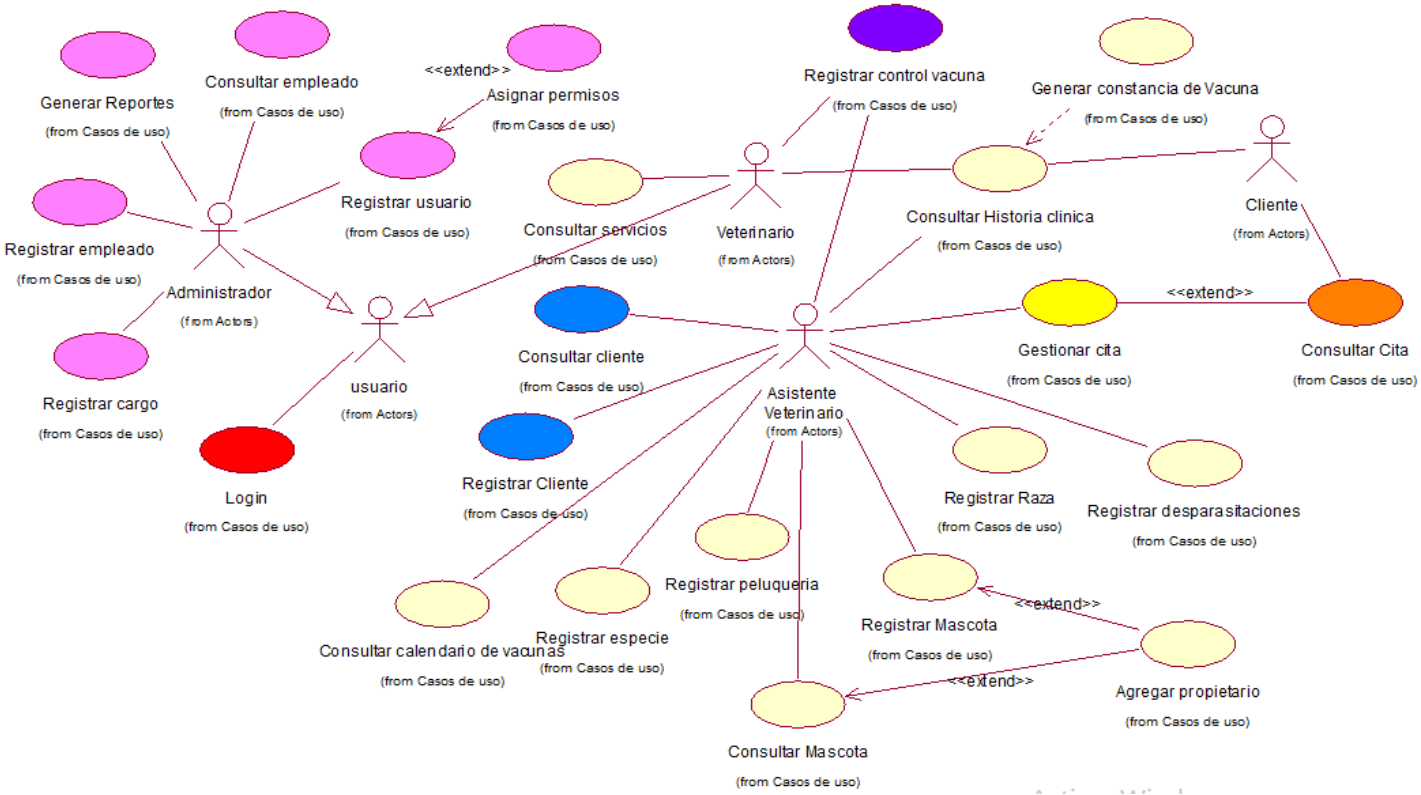 Registrar control vacuna
(from Casos de uso)
Consultar empleado
(from Casos de uso)
<<extend>>
Generar Reportes
(from Casos de uso)
Asignar permisos
(from Casos de uso)
Generar constancia de Vacuna
(from Casos de uso)
Registrar usuario
(from Casos de uso)
Consultar servicios
(from Casos de uso)
Veterinario
(from Actors)
Consultar Historia clinica
(from Casos de uso)
Cliente
(from Actors)
Registrar empleado
(from Casos de uso)
Administrador
(from Actors)
<<extend>>
Consultar cliente
(from Casos de uso)
Gestionar cita
(from Casos de uso)
Consultar Cita
(from Casos de uso)
usuario
(from Actors)
Asistente
Veterinario
(from Actors)
Registrar cargo
(from Casos de uso)
Login
(from Casos de uso)
Registrar Cliente
(from Casos de uso)
Registrar Raza
(from Casos de uso)
Registrar desparasitaciones
(from Casos de uso)
Registrar peluqueria
(from Casos de uso)
<<extend>>
Registrar Mascota
(from Casos de uso)
Registrar especie
(from Casos de uso)
Consultar calendario de vacunas
(from Casos de uso)
<<extend>>
Agregar propietario
(from Casos de uso)
Consultar Mascota
(from Casos de uso)